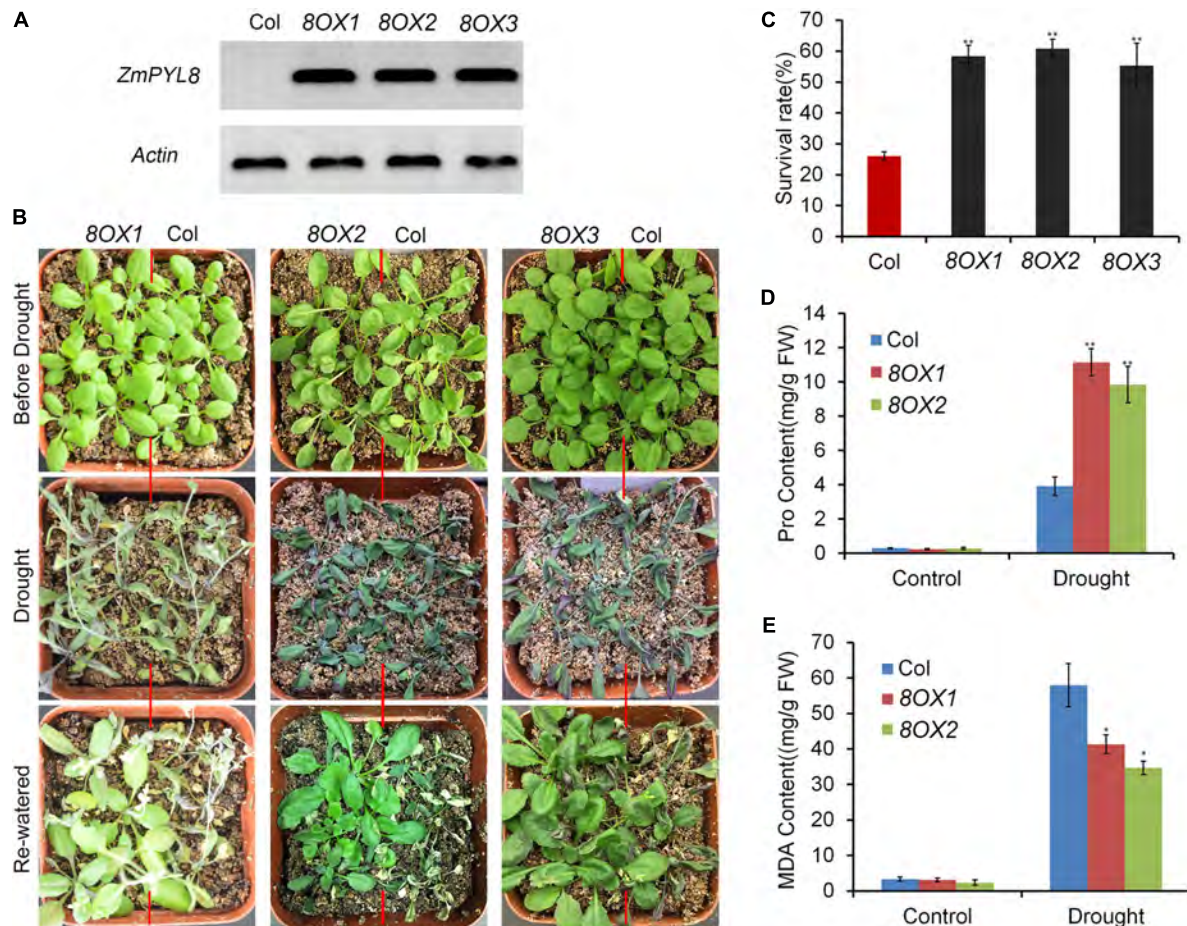 A
Col 8OX1 8OX2 8OX3
ZmPYL8
Actin
B
8OX1 Col 8OX2 Col 8OX3 Col
Before Drought
Drought
Re-watered
C
Survival rate(%)
70
60
50
40
30
20
10
0
**
**
**
Col 8OX1 8OX2 8OX3
D
Pro Content(mg/g FW)
14
12
10
8
6
4
2
0
Col
8OX1
8OX2
**
**
Control Drought
E
MDA Content((mg/g FW)
70
60
50
40
30
20
10
0
Col
8OX1
8OX2
*
*
Control Drought